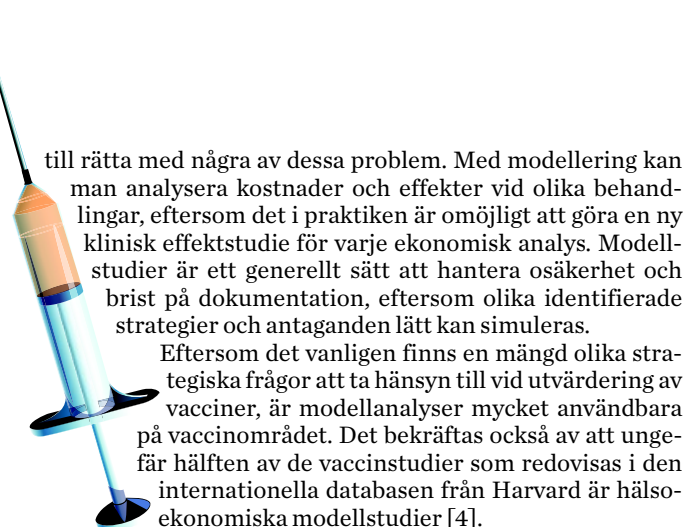 till rätta med några av dessa problem. Med modellering kan
man analysera kostnader och effekter vid olika behand-
lingar, eftersom det i praktiken är omöjligt att göra en ny
klinisk effektstudie för varje ekonomisk analys. Modell-
studier är ett generellt sätt att hantera osäkerhet och
brist på dokumentation, eftersom olika identifierade
strategier och antaganden lätt kan simuleras.
Eftersom det vanligen finns en mängd olika stra-
tegiska frågor att ta hänsyn till vid utvärdering av
vacciner, är modellanalyser mycket användbara
på vaccinområdet. Det bekräftas också av att unge-
fär hälften av de vaccinstudier som redovisas i den
internationella databasen från Harvard är hälso-
ekonomiska modellstudier [4].